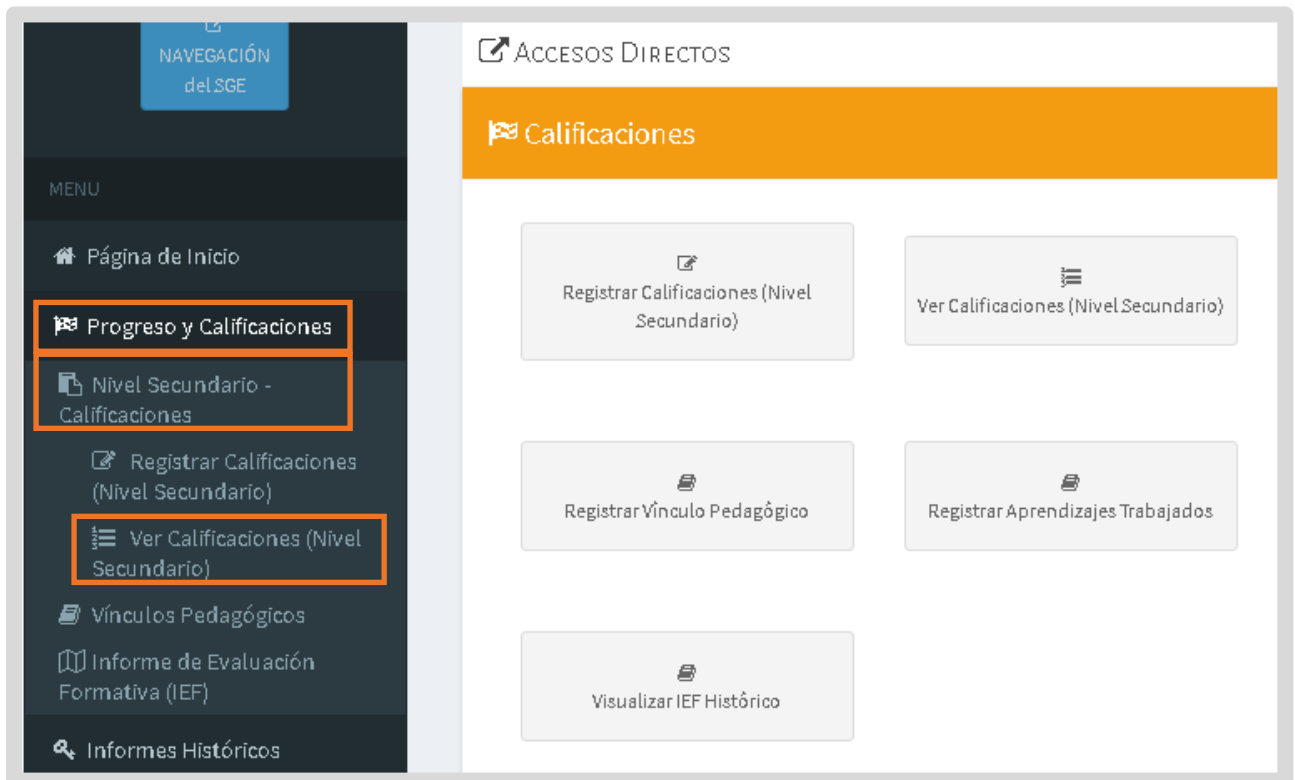 NAVEGACIÓN
del SGE
MENU
Página de Inicio
Progreso y Calificaciones
Nivel Secundario -
Calificaciones
Registrar Calificaciones
(Nivel Secundario)
Ver Calificaciones (Nivel
Secundario)
Vínculos Pedagógicos
Informe de Evaluación
Formativa (IEF)
Informes Históricos
ACCESOS DIRECTOS
Calificaciones
Registrar Calificaciones (Nivel
Secundario)
Ver Calificaciones (Nivel Secundario)
Registrar Vínculo Pedagógico
Registrar Aprendizajes Trabajados
Visualizar IEF Histórico